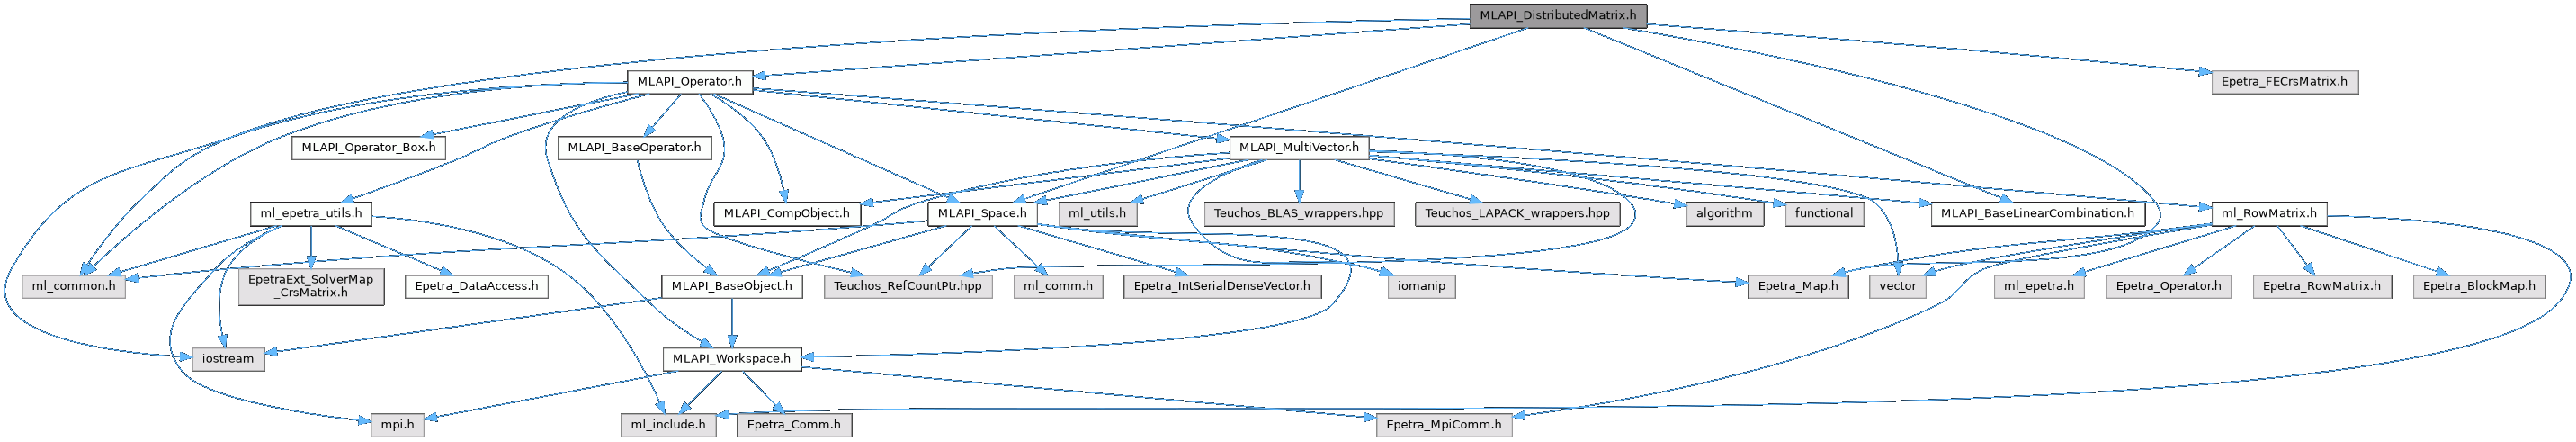 MLAPI_DistributedMatrix.h
MLAPI_Operator.h
Epetra_FECrsMatrix.h
MLAPI_Operator_Box.h
MLAPI_BaseOperator.h
MLAPI_MultiVector.h
ml_epetra_utils.h
MLAPI_CompObject.h
MLAPI_Space.h
ml_utils.h
Teuchos_BLAS_wrappers.hpp
Teuchos_LAPACK_wrappers.hpp
algorithm
functional
MLAPI_BaseLinearCombination.h
ml_RowMatrix.h
ml_common.h
EpetraExt_SolverMap
_CrsMatrix.h
Epetra_DataAccess.h
MLAPI_BaseObject.h
Teuchos_RefCountPtr.hpp
ml_comm.h
Epetra_IntSerialDenseVector.h
iomanip
Epetra_Map.h
vector
ml_epetra.h
Epetra_Operator.h
Epetra_RowMatrix.h
Epetra_BlockMap.h
iostream
MLAPI_Workspace.h
mpi.h
ml_include.h
Epetra_Comm.h
Epetra_MpiComm.h